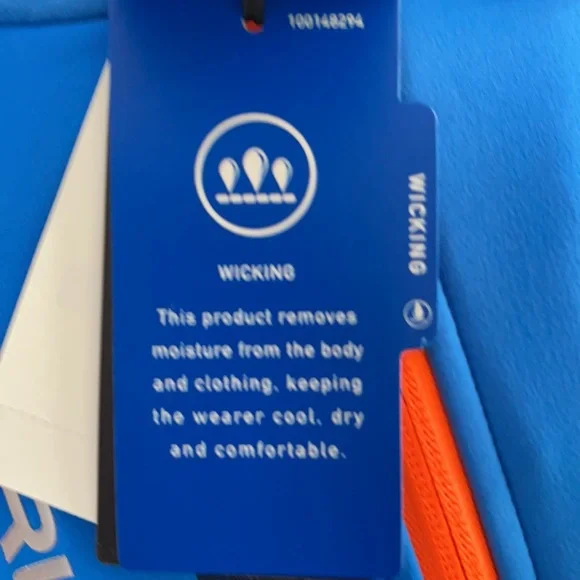 100148294
WICKING
This product removes
moisture from the body
and clothing, keeping
the wearer cool, dry
and comfortable.
WICKING